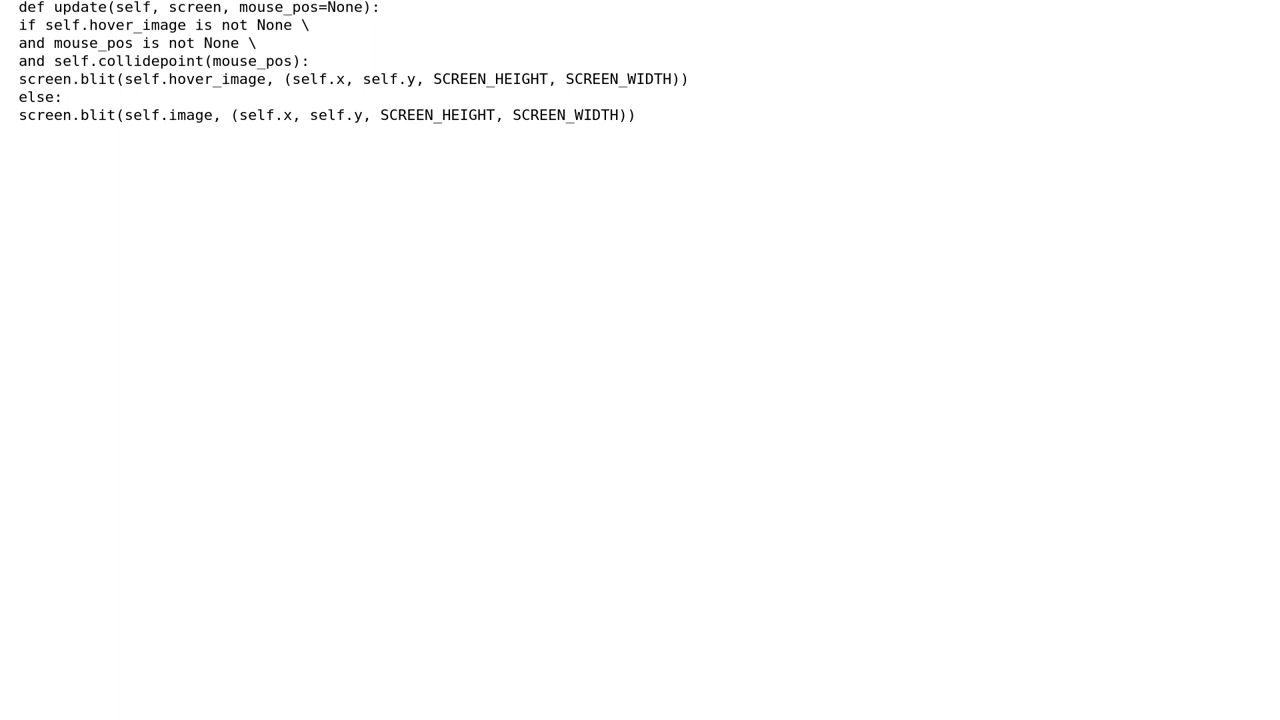 def update(self, screen, mouse_pos=None):
if self.hover_image is not None \
and mouse_pos is not None \
and self.collidepoint(mouse_pos):
screen.blit(self.hover_image, (self.x, self.y, SCREEN_HEIGHT, SCREEN_WIDTH))
else:
screen.blit(self.image, (self.x, self.y, SCREEN_HEIGHT, SCREEN_WIDTH))